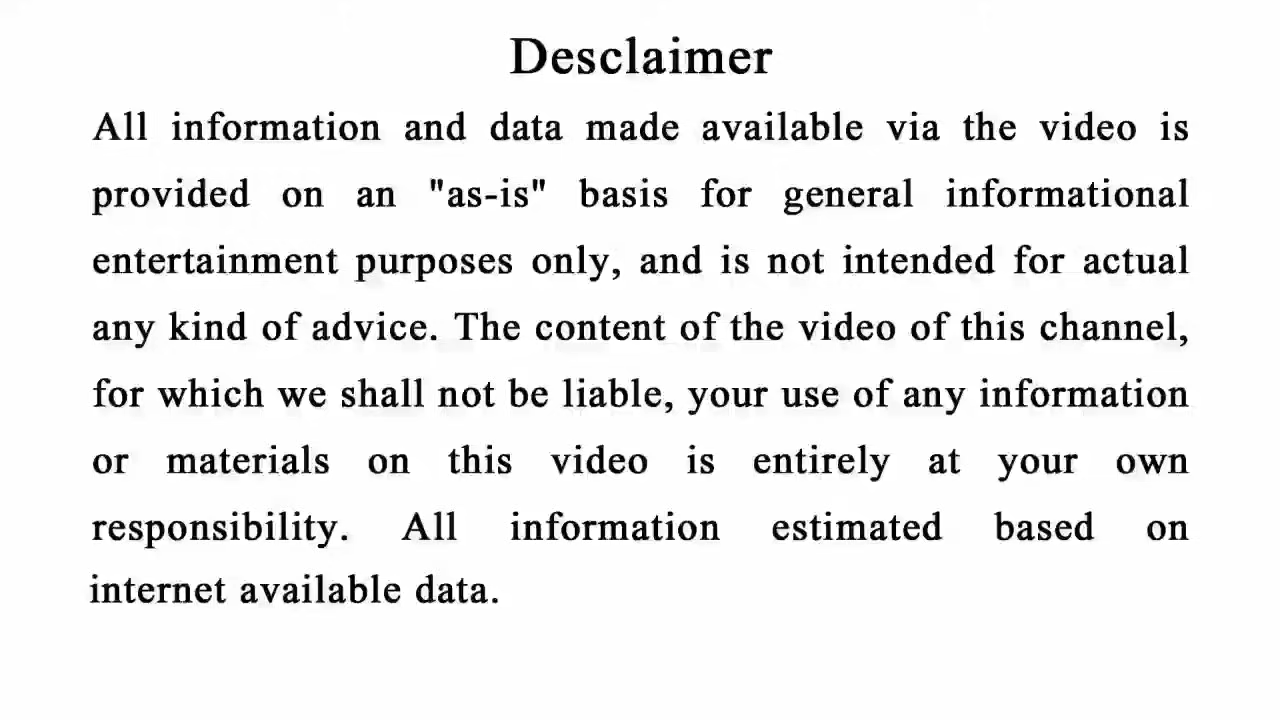 Desclaimer
All information and data made available via the video is
provided on an "as-is" basis for general informational
entertainment purposes only, and is not intended for actual
any kind of advice. The content of the video of this channel,
for which we shall not be liable, your use of any information
or materials on this video is entirely at your own
responsibility. All information estimated based on
internet available data.